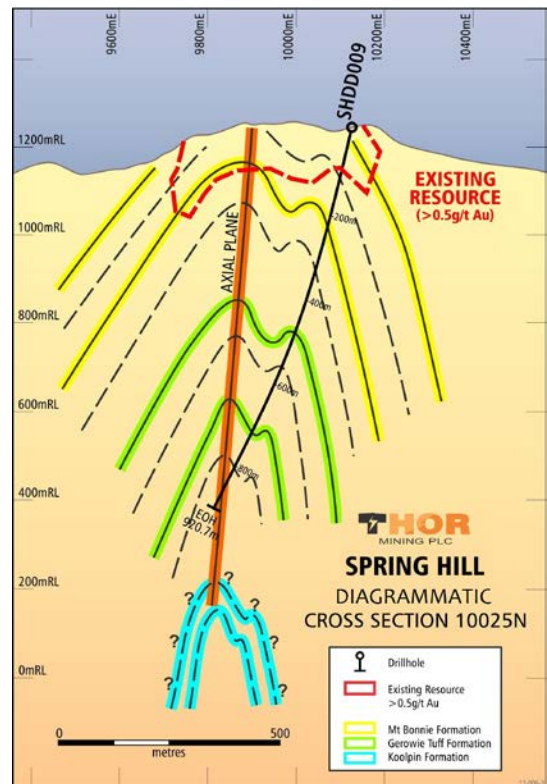 9600mE
9800mE
10000mE
10200mE
10400mE
SHDD009
1200mRL
EXISTING
RESOURCE
(>0.5g/t Au)
1000mRL
200m
AXIAL PLANE
800mRL
400m
600mRL
600m
800m
400mRL
EOH
920.7m
THOR
MINING PLC
SPRING HILL
DIAGRAMMATIC
CROSS SECTION 10025N
200mRL
? ?
? ?
? ?
? ?
0mRL
Drillhole
Existing Resource
>0.5g/t Au
Mt Bonnie Formation
Gerowie Tuff Formation
Koolpin Formation
0 500
metres